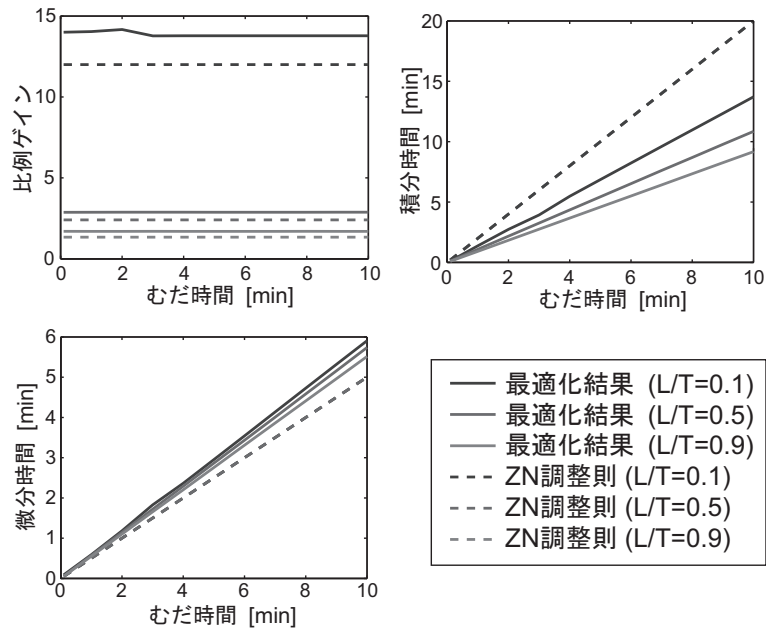 15
10
5
0
比例ゲイン
0 2 4 6 8 10
むだ時間 [min]
20
15
10
5
0
積分時間 [min]
0 2 4 6 8 10
むだ時間 [min]
6
5
4
3
2
1
0
微分時間 [min]
0 2 4 6 8 10
むだ時間 [min]
最適化結果 (L/T=0.1)
最適化結果 (L/T=0.5)
最適化結果 (L/T=0.9)
ZN調整則 (L/T=0.1)
ZN調整則 (L/T=0.5)
ZN調整則 (L/T=0.9)